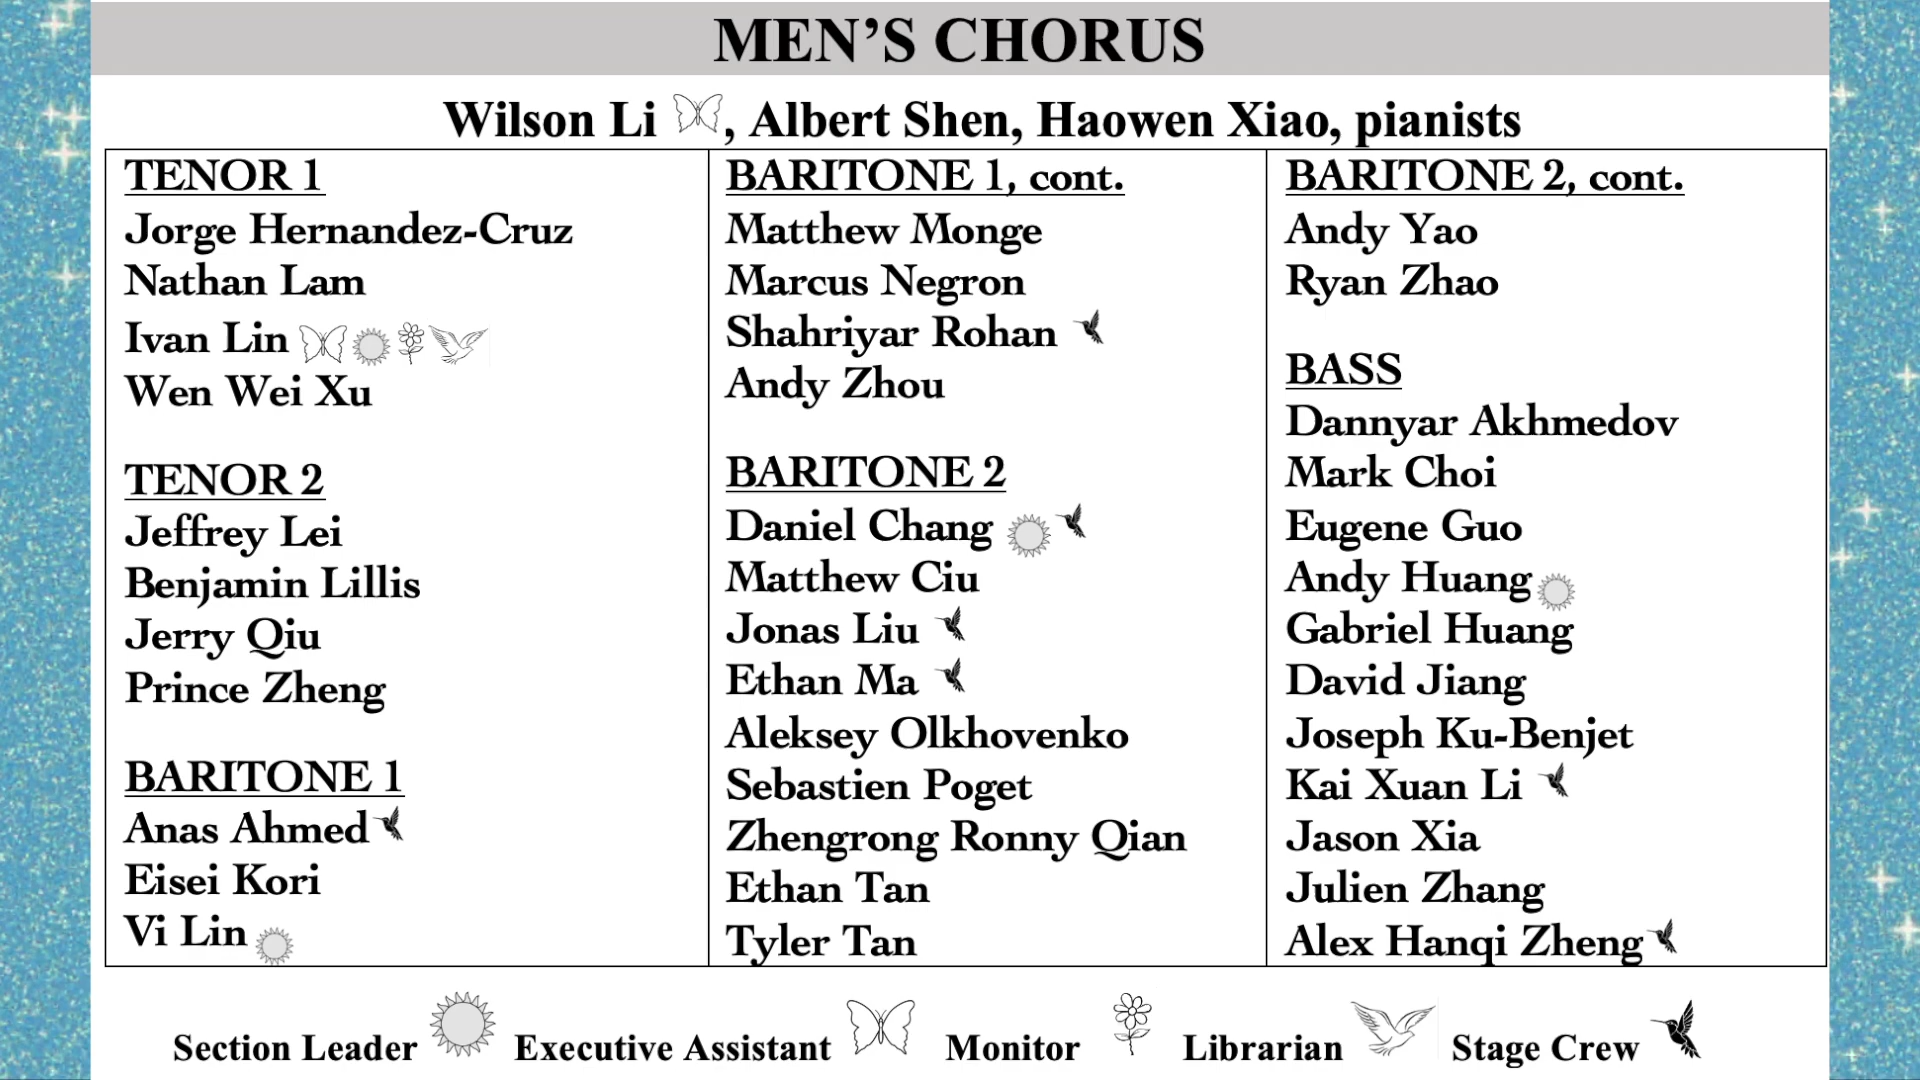 MEN’S CHORUS
Wilson Li , Albert Shen, Haowen Xiao, pianists
TENOR 1
Jorge Hernandez-Cruz
Nathan Lam
Ivan Lin
Wen Wei Xu
TENOR 2
Jeffrey Lei
Benjamin Lillis
Jerry Qiu
Prince Zheng
BARITONE 1
Anas Ahmed
Eisei Kori
Vi Lin
BARITONE 1, cont.
Matthew Monge
Marcus Negron
Shahriyar Rohan
Andy Zhou
BARITONE 2
Daniel Chang
Matthew Ciu
Jonas Liu
Ethan Ma
Aleksey Olkhovenko
Sebastien Poget
Zhengrong Ronny Qian
Ethan Tan
Tyler Tan
BARITONE 2, cont.
Andy Yao
Ryan Zhao
BASS
Dannyar Akhmedov
Mark Choi
Eugene Guo
Andy Huang
Gabriel Huang
David Jiang
Joseph Ku-Benjet
Kai Xuan Li
Jason Xia
Julien Zhang
Alex Hanqi Zheng
Section Leader Executive Assistant Monitor Librarian Stage Crew